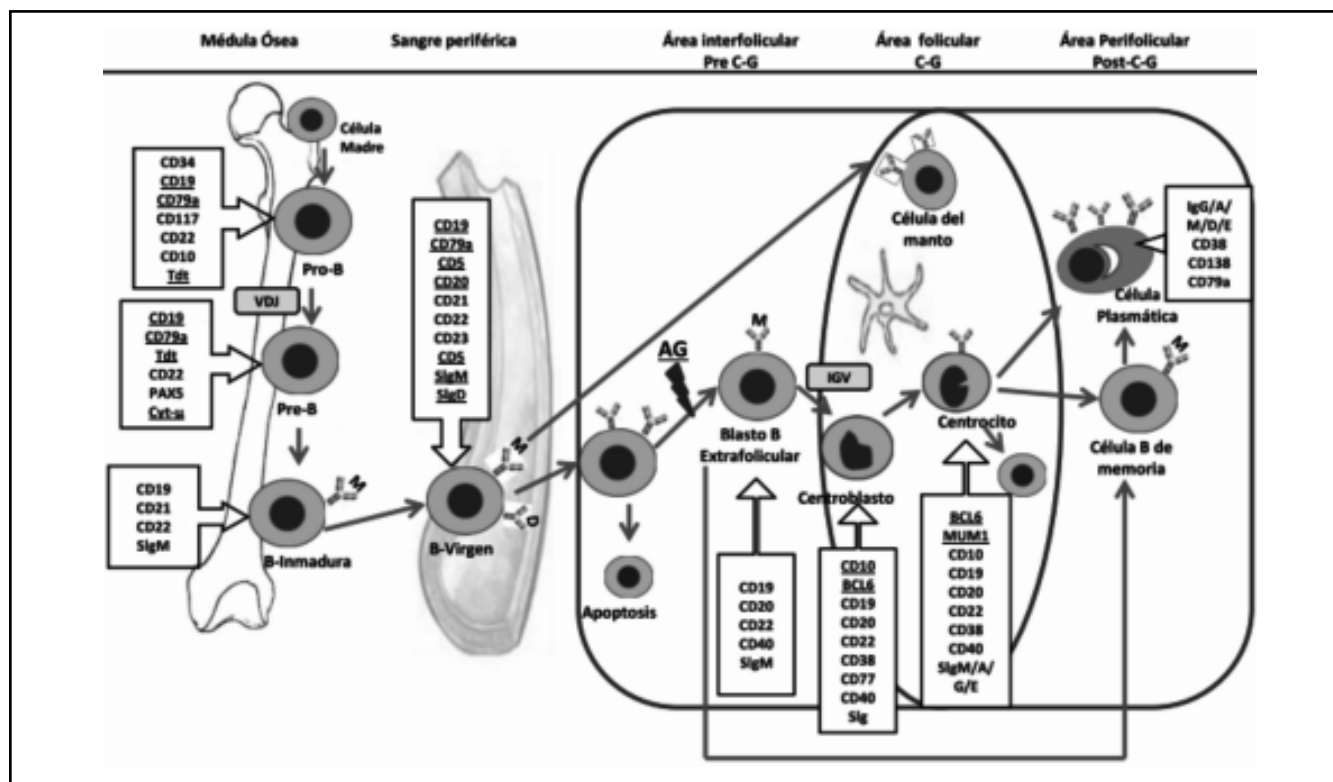 Médula Ósea
Sangre periférica
Área interfolicular
Pre C-G
Área folicular
C-G
Área Perifolicular
Post-C-G
Célula
Madre
CD34
CD19
CD79a
CD117
CD22
CD10
Tdt
Pro-B
VDJ
CD19
CD79a
Tdt
CD22
PAX5
Cyt-u
Pre-B
CD19
CD21
CD22
SIgM
M
B-Inmadura
CD19
CD79a
CD5
CD20
CD21
CD22
CD23
CD5
SIgM
SIgD
M
D
B-Virgen
Apoptosis
AG
M
Blasto B
Extrafolicular
CD19
CD20
CD22
CD40
SIgM
Célula del
manto
IGV
Centroblasto
CD10
BCL6
CD19
CD20
CD22
CD38
CD77
CD40
SIg
Centrocito
BCL6
MUM1
CD10
CD19
CD20
CD22
CD38
CD40
SIgM/A/
G/E
IgG/A/
M/D/E
CD38
CD138
CD79a
Célula
Plasmática
M
Célula B de
memoria